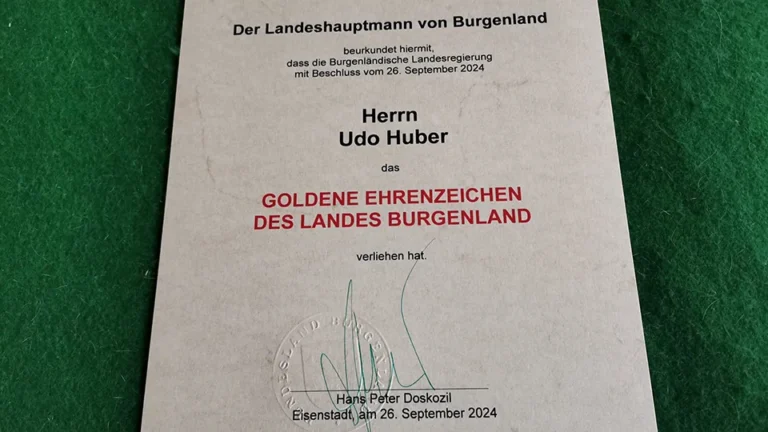 Der Landeshauptmann von Burgenland
beurkundet hiermit,
dass die Burgenländische Landesregierung
mit Beschluss vom 26. September 2024
Herrn
Udo Huber
das
GOLDENE EHRENZEICHEN
DES LANDES BURGENLAND
verliehen hat.
Hans Peter Doskozil
Eisenstadt, am 26. September 2024